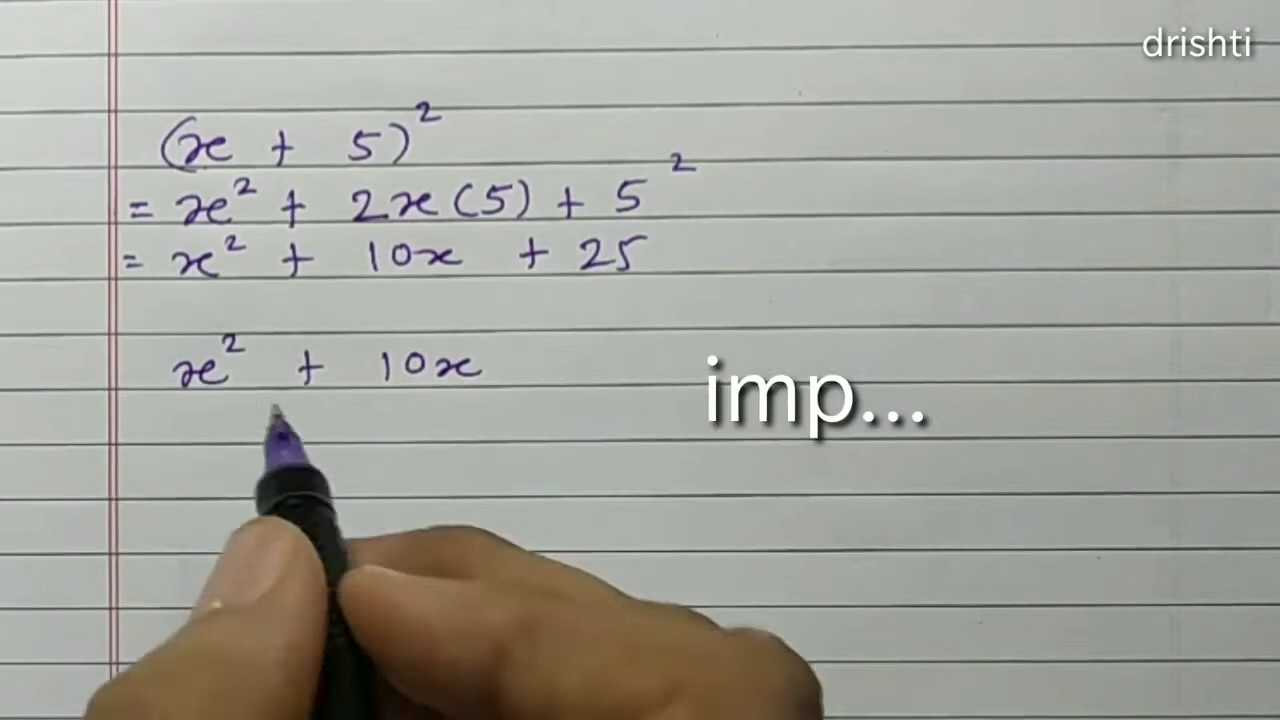 drishti
(x + 5)²
= x² + 2x(5) + 5²
= x² + 10x + 25
x² + 10x
imp...